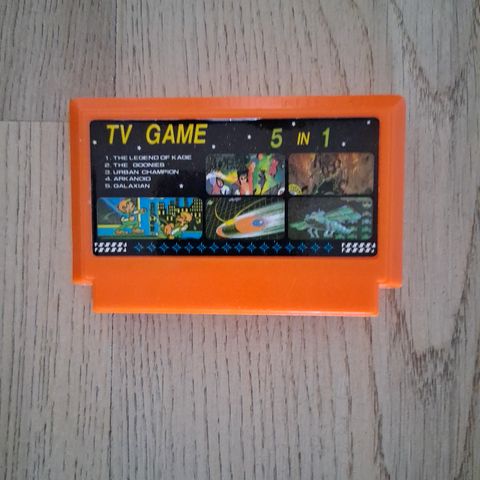 TV GAME 5 IN 1
1. THE LEGEND OF KAGE
2. THE GOONIES
3. URBAN CHAMPION
4. ARKANOID
5. GALAXIAN